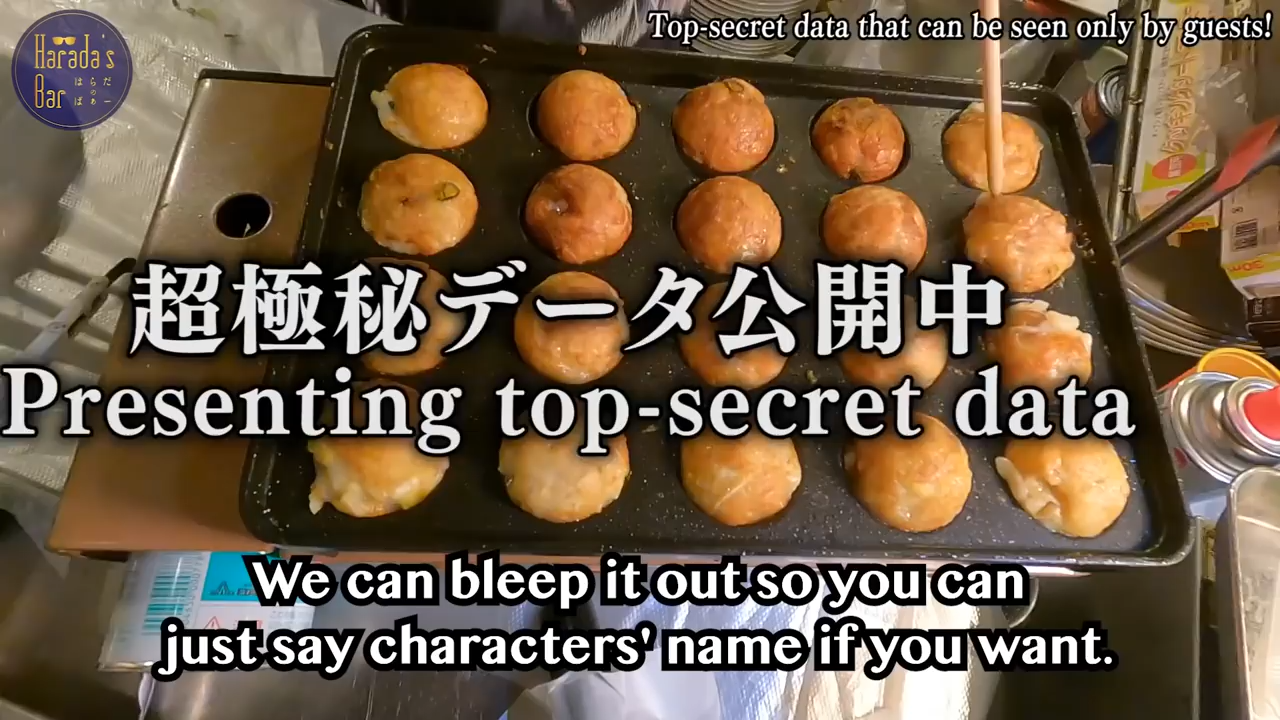 Harada's
Bar
はらだ
の
ばぁー
Top-secret data that can be seen only by guests!
超極秘データ公開中
Presenting top-secret data
We can bleep it out so you can
just say characters' name if you want.